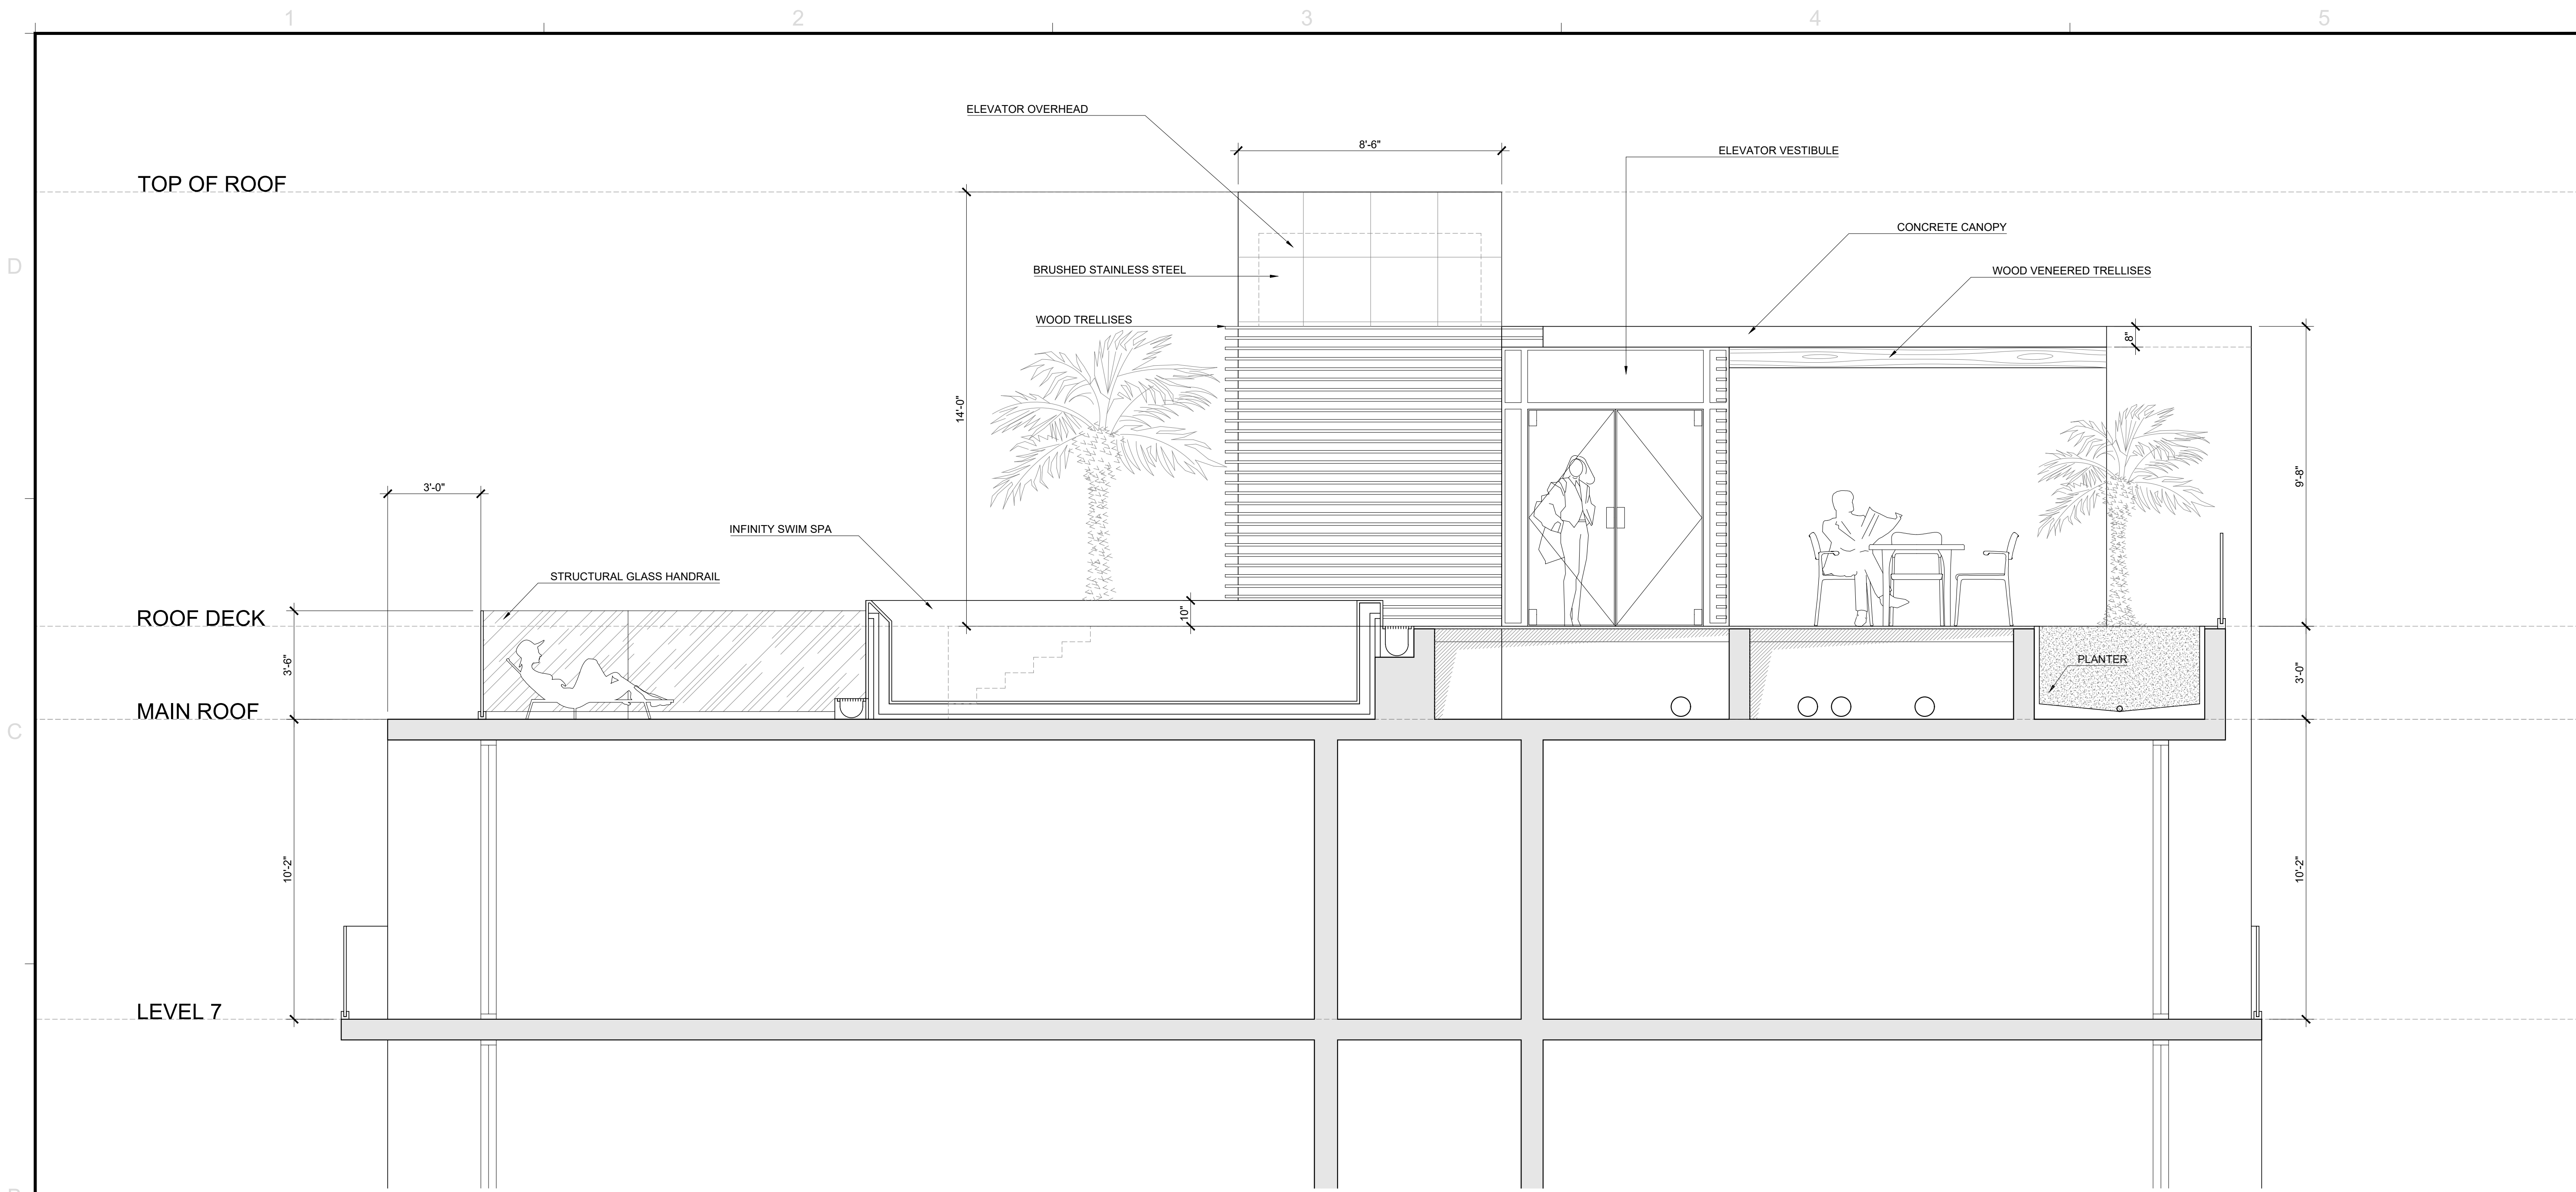 1 2 3 4 5
ELEVATOR OVERHEAD
8'-6"
ELEVATOR VESTIBULE
TOP OF ROOF
CONCRETE CANOPY
D
BRUSHED STAINLESS STEEL
WOOD VENEERED TRELLISES
WOOD TRELLISES
8"
14'-0"
9'-8"
3'-0"
INFINITY SWIM SPA
STRUCTURAL GLASS HANDRAIL
10"
ROOF DECK
3'-6"
PLANTER
3'-0"
MAIN ROOF
C
10'-2"
10'-2"
LEVEL 7